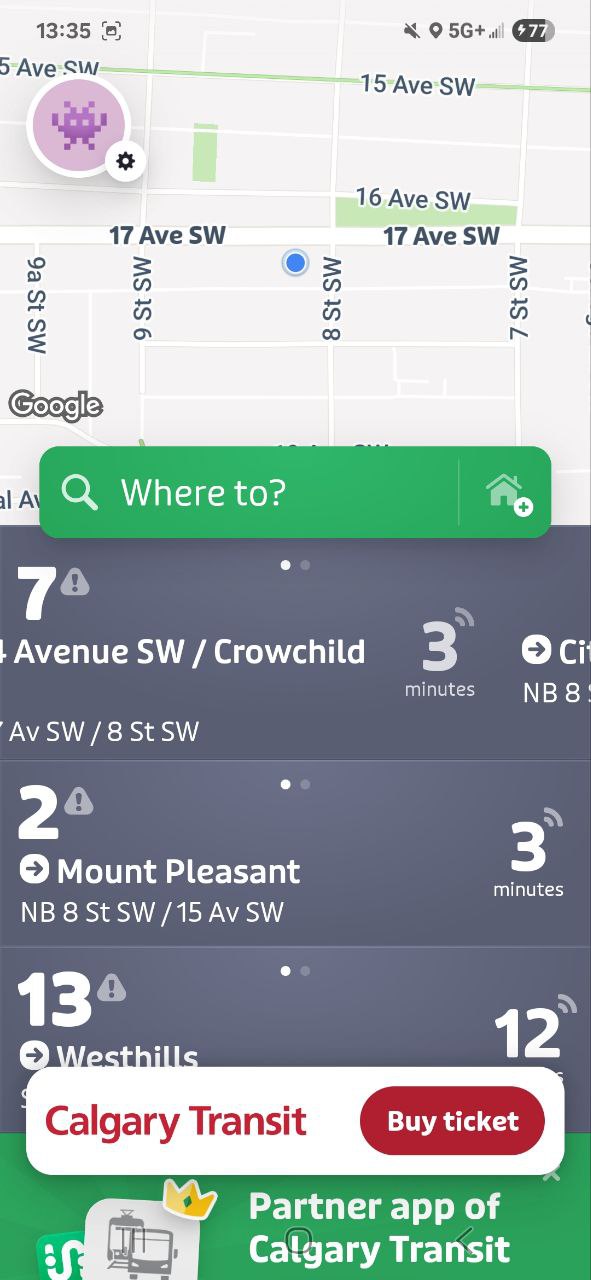 13:35
5G+
77
5 Ave SW
15 Ave SW
16 Ave SW
17 Ave SW
17 Ave SW
9a St SW
9 St SW
8 St SW
7 St SW
Google
al Av
Where to?
7
4 Avenue SW / Crowchild
3
minutes
Cit
NB 8 S
Av SW / 8 St SW
2
Mount Pleasant
NB 8 St SW / 15 Av SW
3
minutes
13
Westhills
12
Calgary Transit
Buy ticket
Partner app of
Calgary Transit